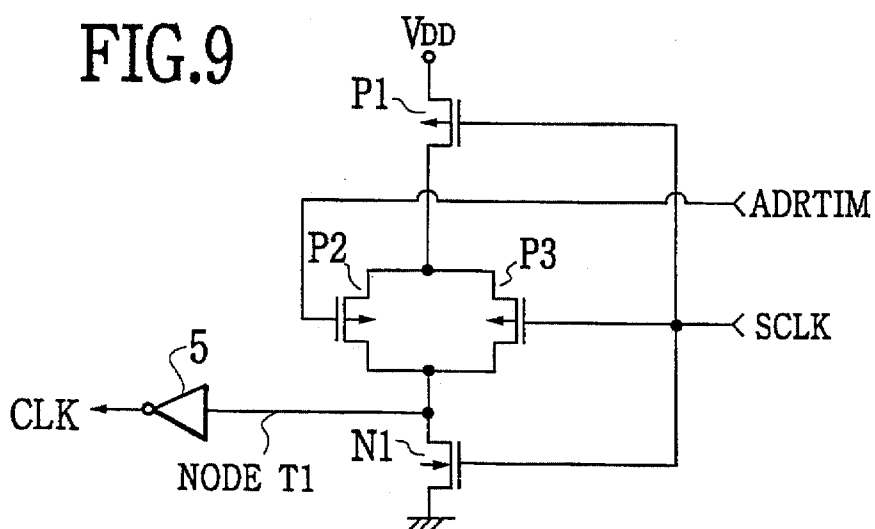 FIG.9
VDD
P1
ADRTIM
P2
P3
SCLK
5
CLK
N1
NODE T1